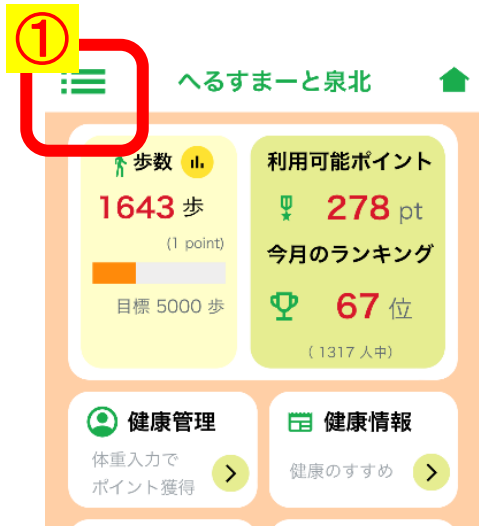 ①
へるすまーと泉北
歩数
1643 歩
(1 point)
目標 5000 歩
利用可能ポイント
278 pt
今月のランキング
67 位
( 1317 人中)
健康管理
体重入力で
ポイント獲得
健康情報
健康のすすめ